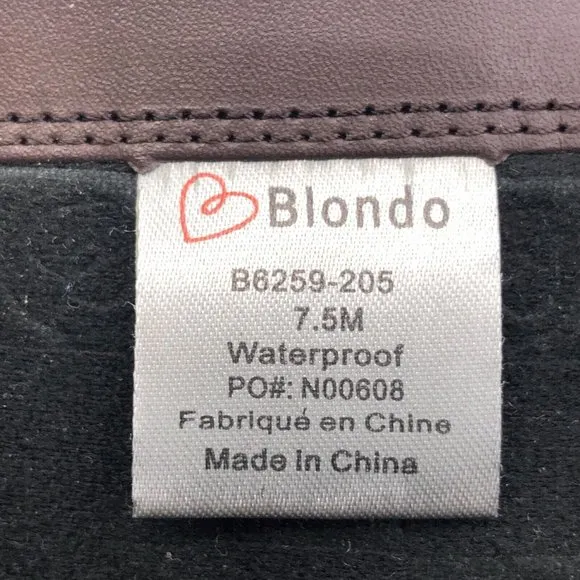 Blondo
B6259-205
7.5M
Waterproof
PO#: N00608
Fabriqué en Chine
Made in China